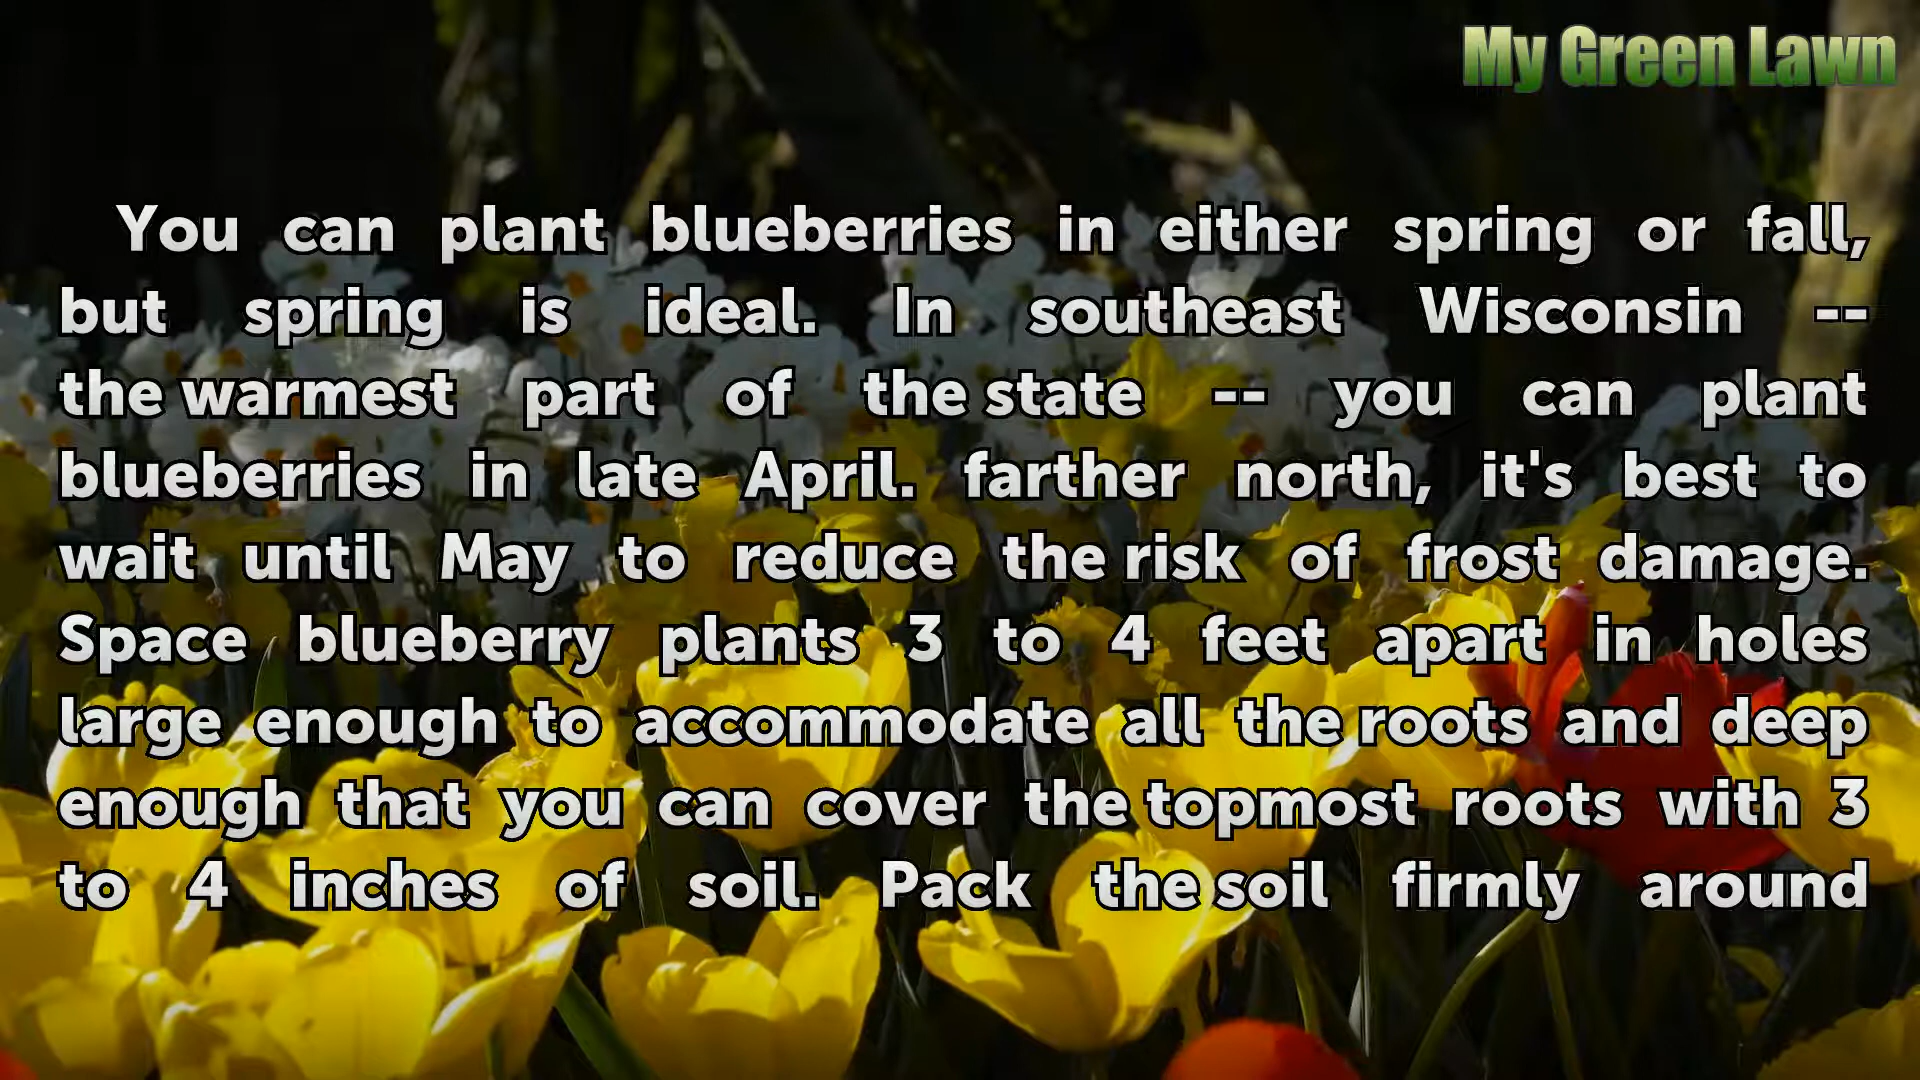 My Green Lawn
You can plant blueberries in either spring or fall,
but spring is ideal. In southeast Wisconsin --
the warmest part of the state -- you can plant
blueberries in late April. farther north, it's best to
wait until May to reduce the risk of frost damage.
Space blueberry plants 3 to 4 feet apart in holes
large enough to accommodate all the roots and deep
enough that you can cover the topmost roots with 3
to 4 inches of soil. Pack the soil firmly around